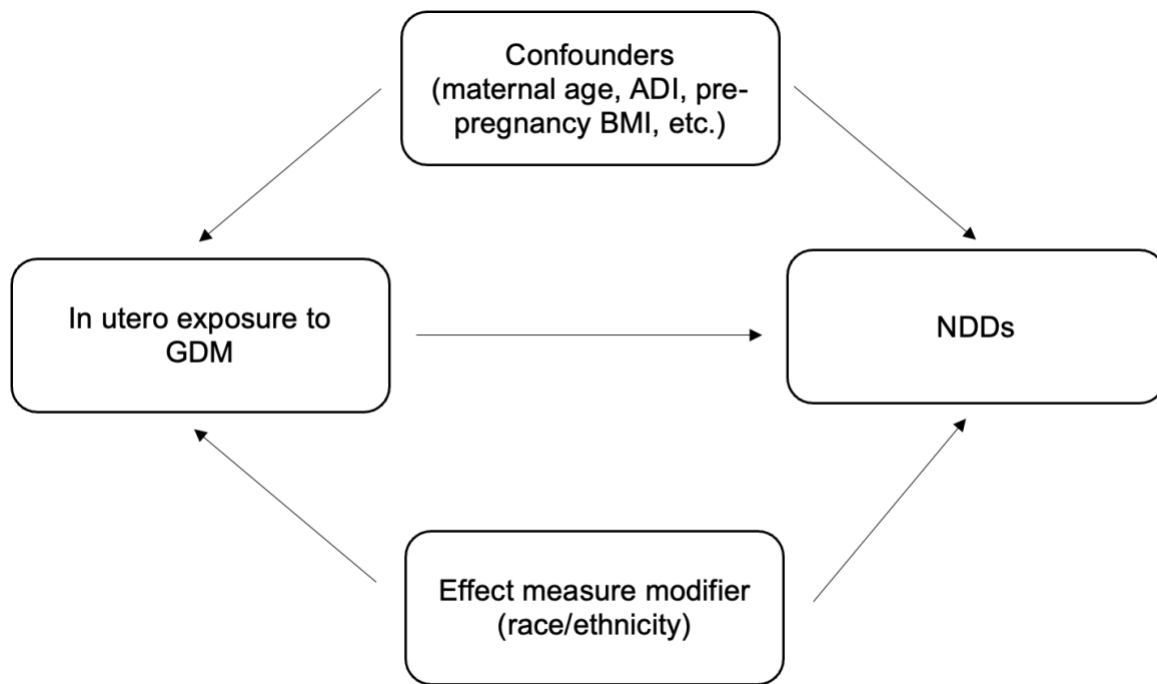 Confounders
(maternal age, ADI, pre-
pregnancy BMI, etc.)
In utero exposure to
GDM
NDDs
Effect measure modifier
(race/ethnicity)